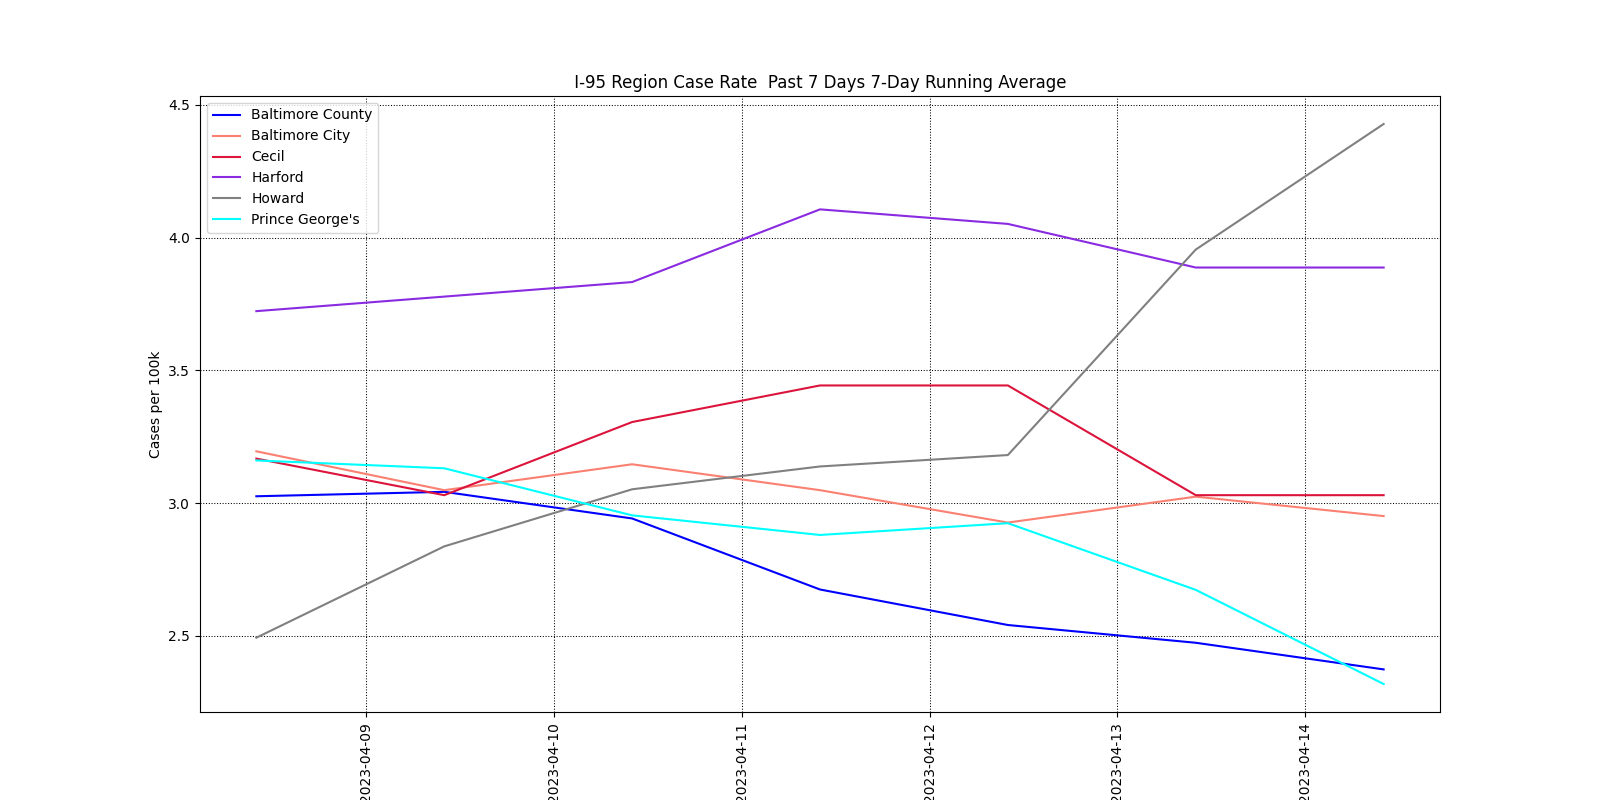 I-95 Region Case Rate  Past 7 Days 7-Day Running Average
Baltimore County
Baltimore City
Cecil
Harford
Howard
Prince George's
Cases per 100k
4.5
4.0
3.5
3.0
2.5
2023-04-09
2023-04-10
2023-04-11
2023-04-12
2023-04-13
2023-04-14